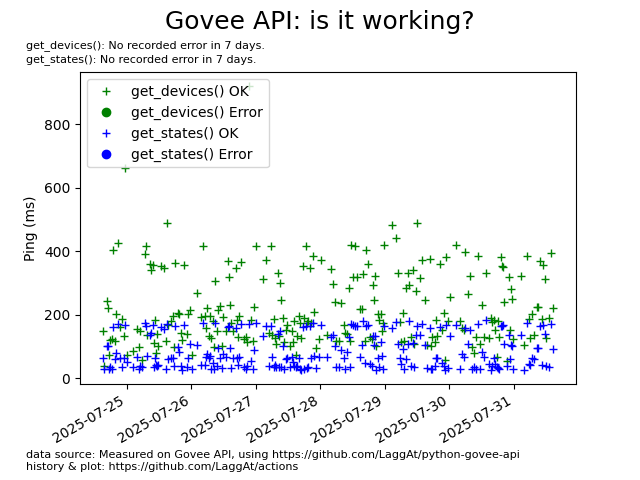 Govee API: is it working?
get_devices(): No recorded error in 7 days.
get_states(): No recorded error in 7 days.
get_devices() OK
get_devices() Error
get_states() OK
get_states() Error
Ping (ms)
800
600
400
200
0
2025-07-25
2025-07-26
2025-07-27
2025-07-28
2025-07-29
2025-07-30
2025-07-31
data source: Measured on Govee API, using https://github.com/LaggAt/python-govee-api
history & plot: https://github.com/LaggAt/actions